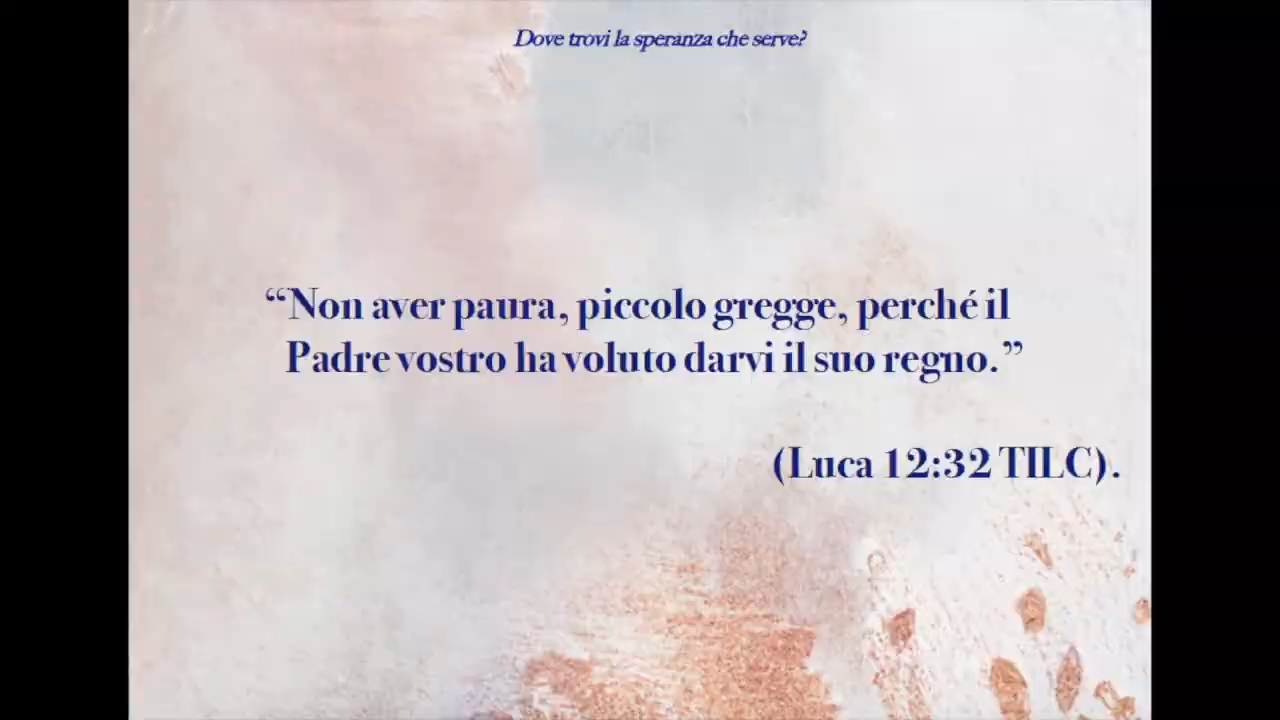 Dove trovi la speranza che serve?
“Non aver paura, piccolo gregge, perché il
Padre vostro ha voluto darvi il suo regno.”
(Luca 12:32 TILC).